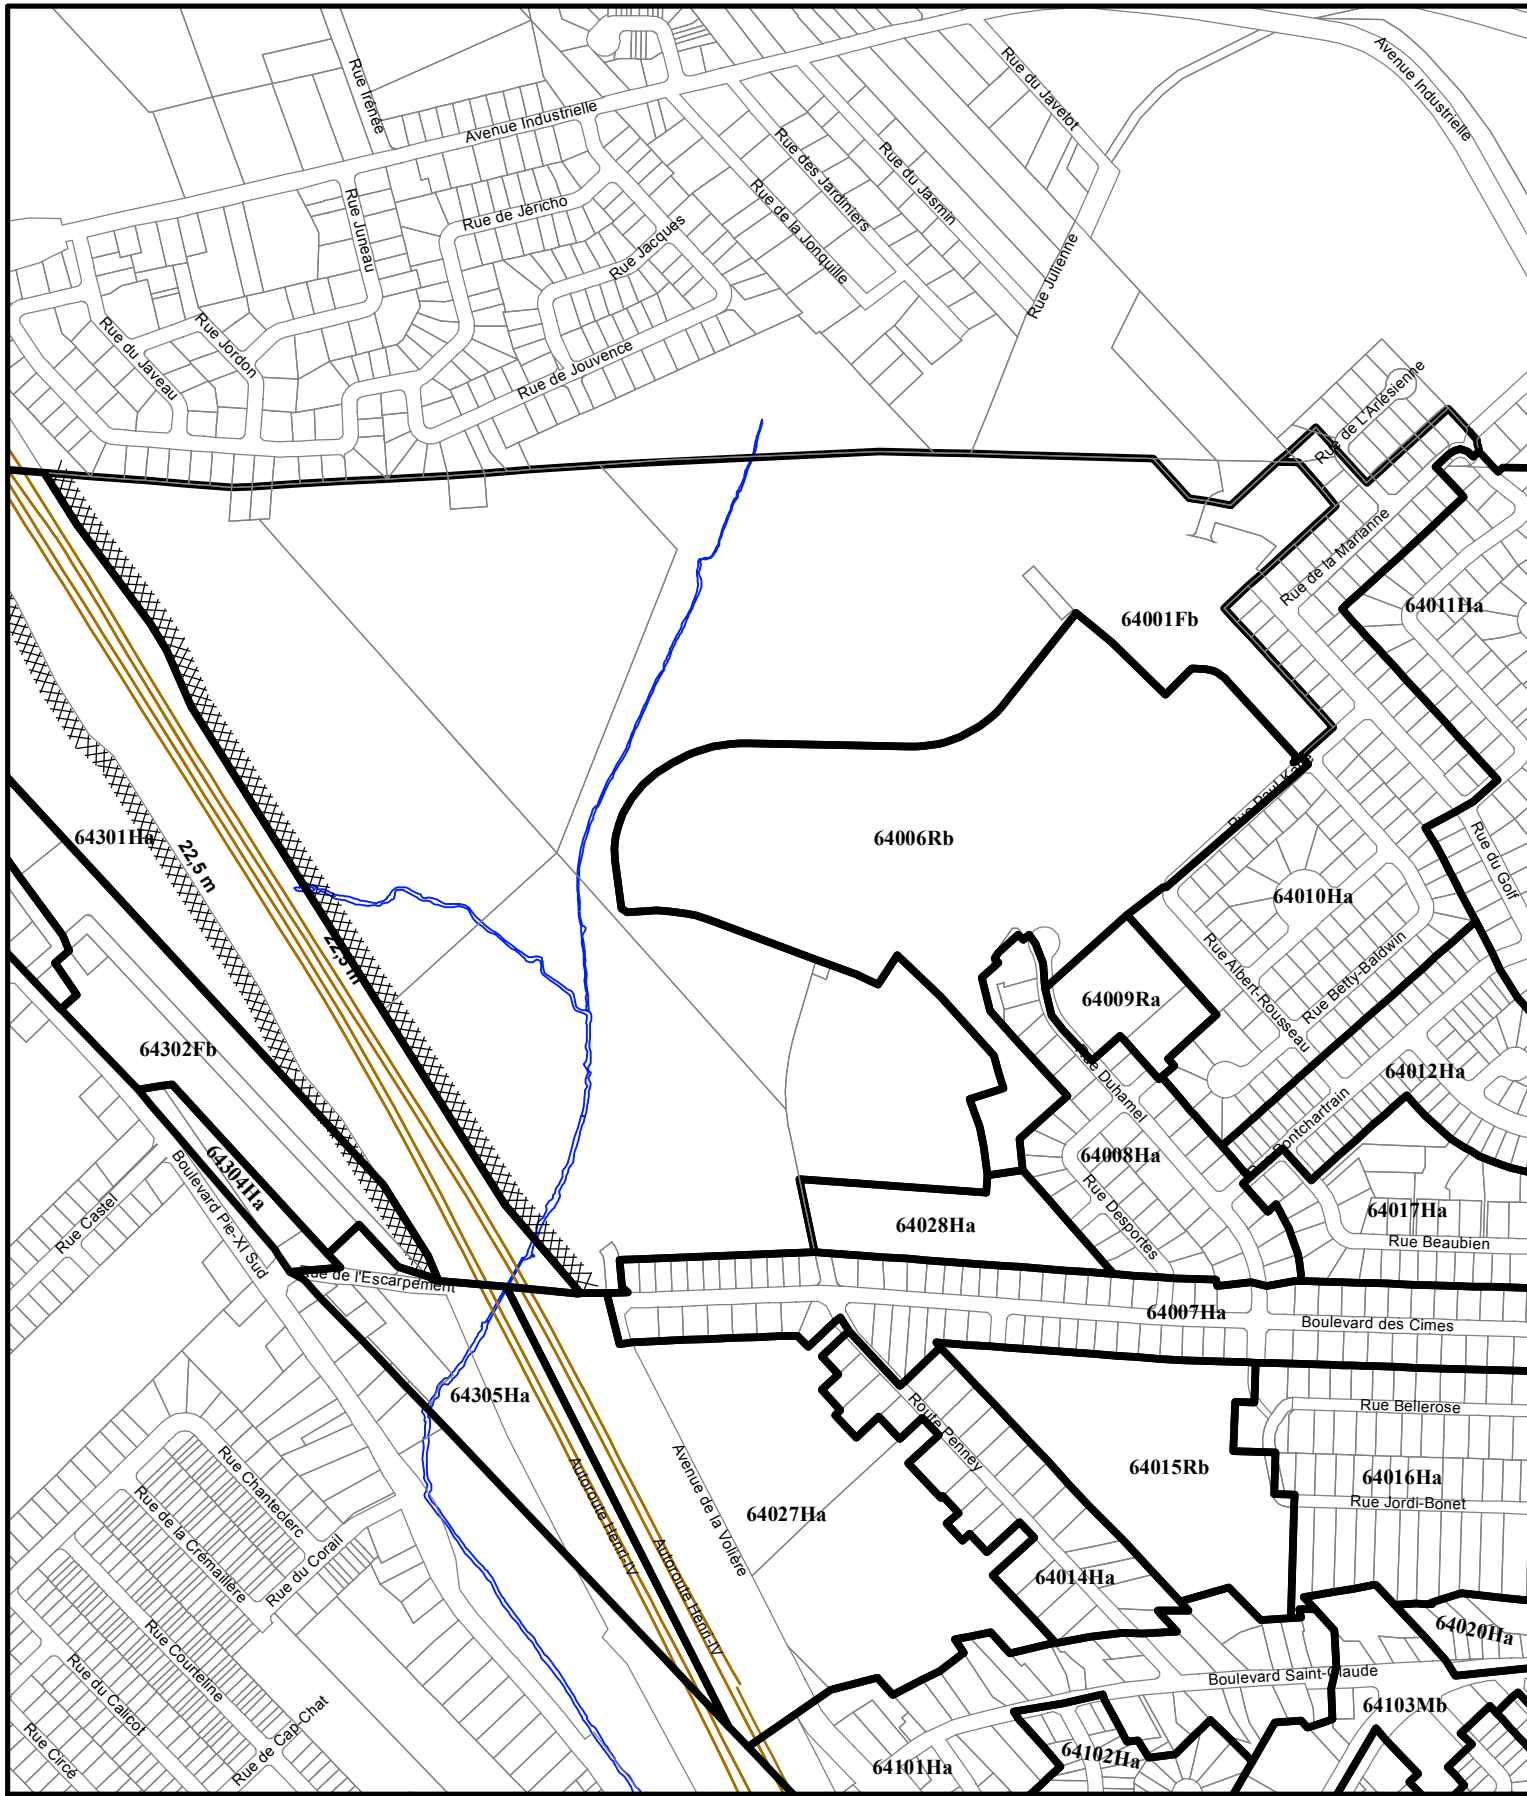 Avenue Industrielle
Rue Irénée
Rue du Javelot
Avenue Industrielle
Rue des Jardiniers
Rue du Jasmin
Rue Juneau
Rue de Jéricho
Rue Jacques
Rue de la Jonquille
Rue Julienne
Rue du Javeau
Rue Jordon
Rue de Jouvence
Rue de L'Arlésienne
Rue de la Marianne
64011Ha
64001Fb
64301Ha
22,5 m
64006Rb
Rue du Golf
64010Ha
22,5 m
Rue Albert-Rousseau
Rue Betty-Baldwin
64009Ra
64302Fb
Rue Duhamel
64012Ha
Pontchartrain
64304Ha
64008Ha
Rue Castel
Boulevard Pie-XI Sud
Rue Desportes
64028Ha
64017Ha
Rue Beaubien
Rue de l'Escarpement
64007Ha
Boulevard des Cimes
64305Ha
Rue Bellerose
Route Penney
64015Rb
64016Ha
Rue Jordi-Bonet
Rue Chanteclerc
Rue de la Crémaillère
Rue du Corail
Autoroute Henri-IV
Autoroute Henri-IV
Avenue de la Volière
64027Ha
64014Ha
64020Ha
Rue Courteline
Rue du Calicot
Rue de Cap-Chat
Rue Circé
Boulevard Saint-Claude
64103Mb
64101Ha
64102Ha